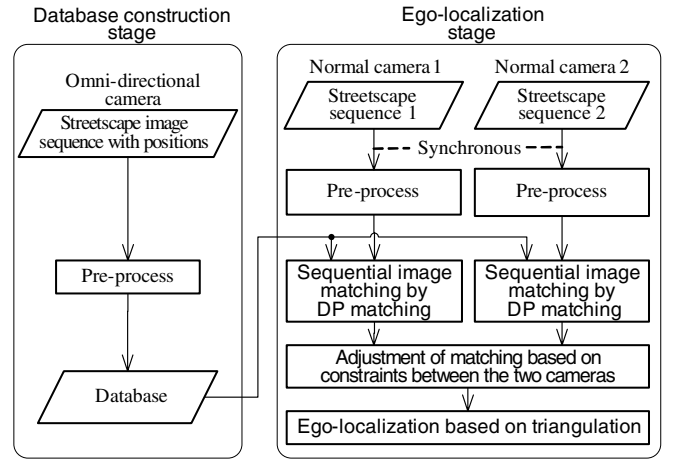 Database construction
stage
Omni-directional
camera
Streetscape image
sequence with positions
Pre-process
Database
Ego-localization
stage
Normal camera 1
Normal camera 2
Streetscape
sequence 1
Streetscape
sequence 2
Synchronous
Pre-process
Pre-process
Sequential image
matching by
DP matching
Sequential image
matching by
DP matching
Adjustment of matching based on
constraints between the two cameras
Ego-localization based on triangulation